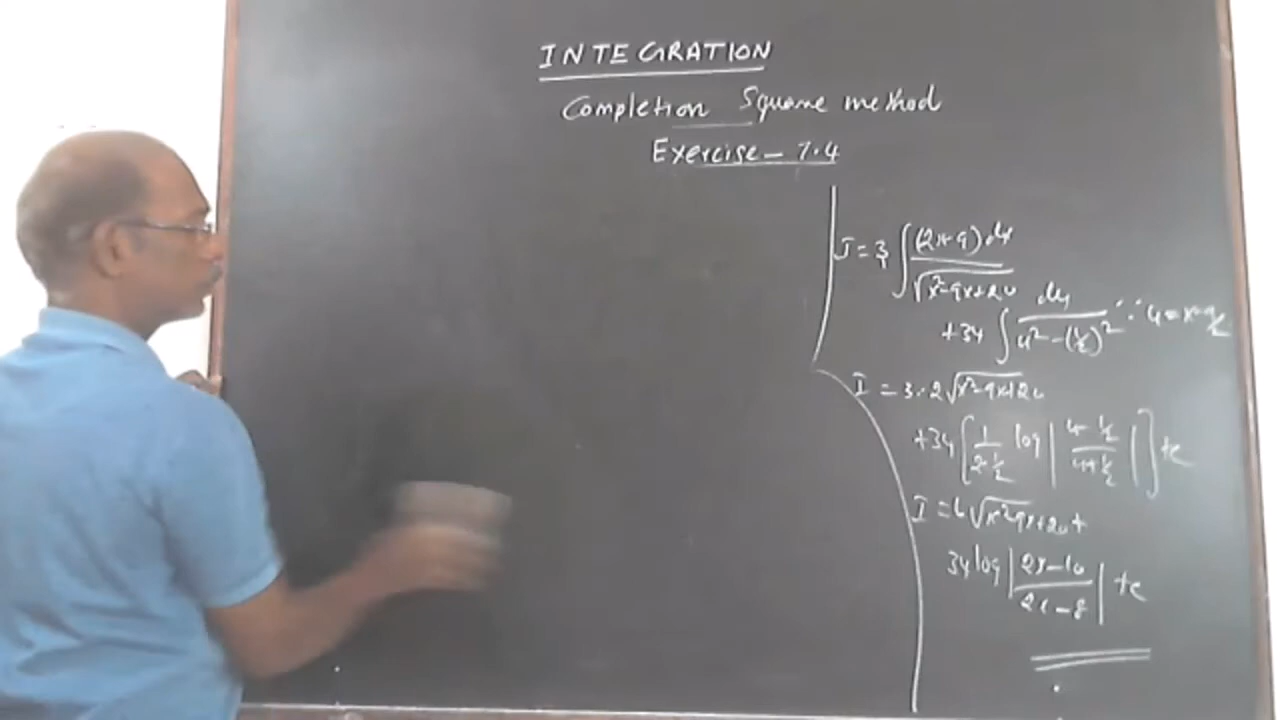 INTEGRATION
Completion Square method
Exercise - 7.4
I = 3/1 ∫ (2x-9)dx / √x²-9x+20
+34 ∫ du / u² - (1/2)² ∵ u = x-9/2
I = 3·2√x²-9x+20
+34 [ 1 / 2·1/2 log | u-1/2 / u+1/2 | ] +c
I = 6√x²-9x+20 +
34 log | 2x-10 / 2x-8 | +c